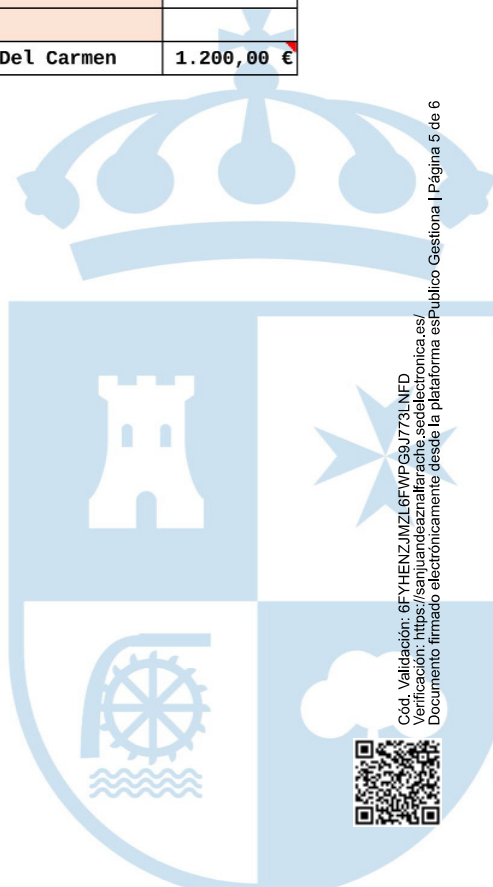 Del Carmen 1.200,00 €
Cód. Validación: 6FYHENZJMZL6FWPG9J773LNFD
Verificación: https://sanjuandeaznalfarache.sedelectronica.es/
Documento firmado electrónicamente desde la plataforma esPublico Gestiona | Página 5 de 6